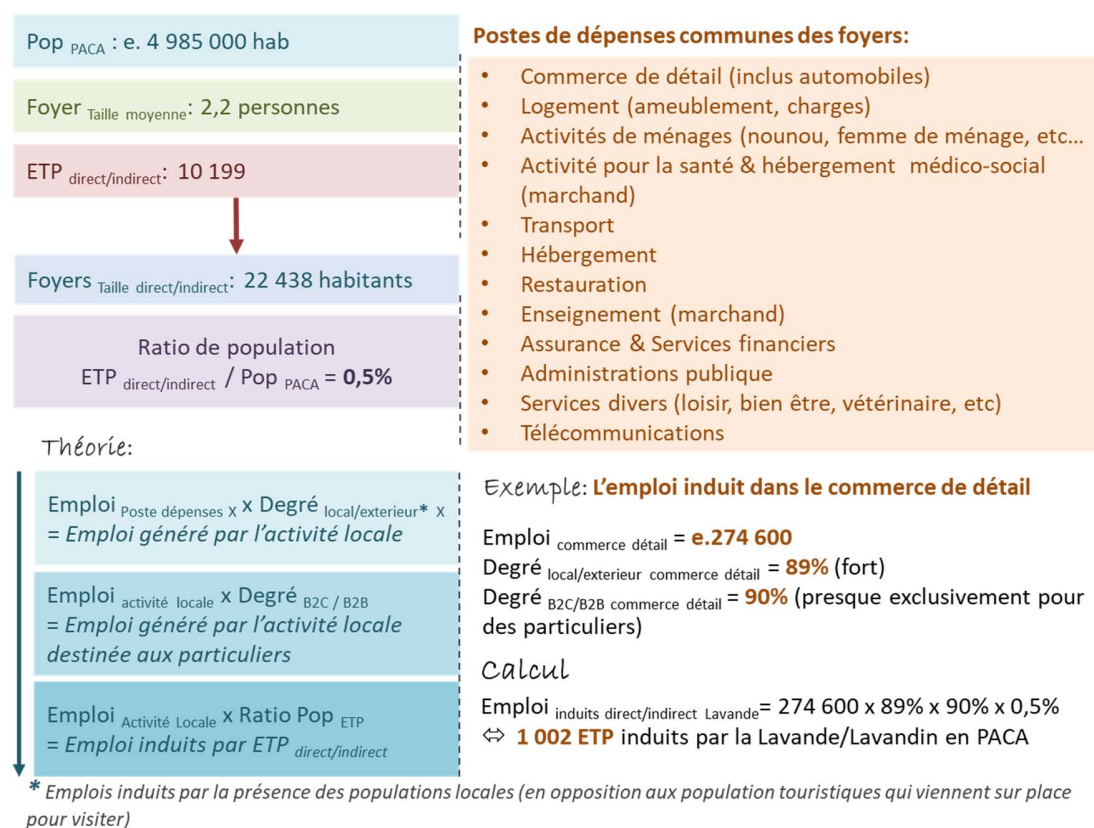 Pop PACA : e. 4 985 000 hab
Foyer Taille moyenne: 2,2 personnes
ETP direct/indirect: 10 199
Foyers Taille direct/indirect: 22 438 habitants
Ratio de population
ETP direct/indirect / Pop PACA = 0,5%
Postes de dépenses communes des foyers:
• Commerce de détail (inclus automobiles)
• Logement (ameublement, charges)
• Activités de ménages (nounou, femme de ménage, etc...
• Activité pour la santé & hébergement médico-social
(marchand)
• Transport
• Hébergement
• Restauration
• Enseignement (marchand)
• Assurance & Services financiers
• Administrations publique
• Services divers (loisir, bien être, vétérinaire, etc)
• Télécommunications
Théorie:
Emploi Poste dépenses X x Degré local/exterieur* X
= Emploi généré par l'activité locale
Emploi activité locale x Degré B2C / B2B
= Emploi généré par l'activité locale
destinée aux particuliers
Emploi Activité Locale x Ratio Pop ETP
= Emploi induits par ETP direct/indirect
Exemple: L'emploi induit dans le commerce de détail
Emploi commerce détail = e.274 600
Degré local/exterieur commerce détail = 89% (fort)
Degré B2C/B2B commerce détail = 90% (presque exclusivement pour
des particuliers)
Calcul
Emploi induits direct/indirect Lavande= 274 600 x 89% x 90% x 0,5%
⇔ 1 002 ETP induits par la Lavande/Lavandin en PACA
* Emplois induits par la présence des populations locales (en opposition aux population touristiques qui viennent sur place
pour visiter)